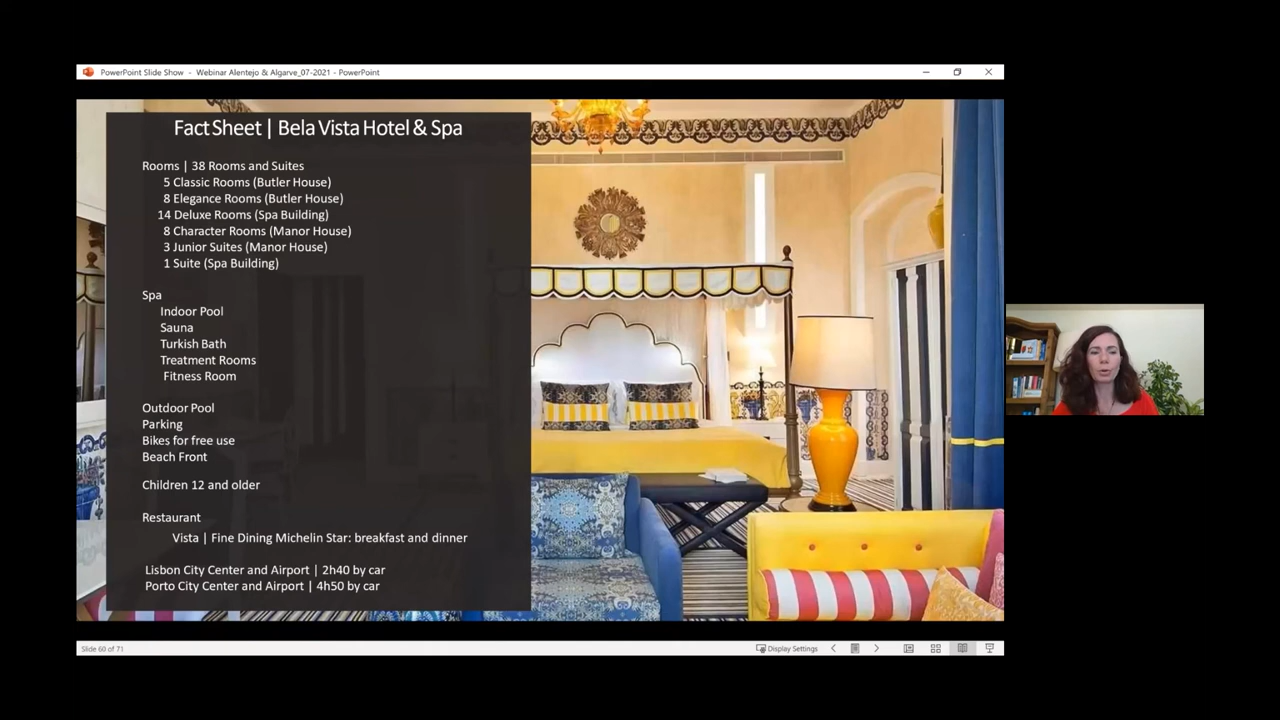 PowerPoint Slide Show - Webinar Alentejo & Algarve_07-2021 - PowerPoint
Fact Sheet | Bela Vista Hotel & Spa
Rooms | 38 Rooms and Suites
5 Classic Rooms (Butler House)
8 Elegance Rooms (Butler House)
14 Deluxe Rooms (Spa Building)
8 Character Rooms (Manor House)
3 Junior Suites (Manor House)
1 Suite (Spa Building)
Spa
Indoor Pool
Sauna
Turkish Bath
Treatment Rooms
Fitness Room
Outdoor Pool
Parking
Bikes for free use
Beach Front
Children 12 and older
Restaurant
Vista | Fine Dining Michelin Star: breakfast and dinner
Lisbon City Center and Airport | 2h40 by car
Porto City Center and Airport | 4h50 by car
Slide 60 of 71
Display Settings